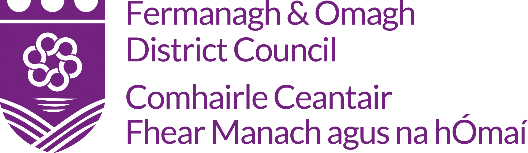 Fermanagh & Omagh
District Council
Comhairle Ceantair
Fhear Manach agus na hÓmaí